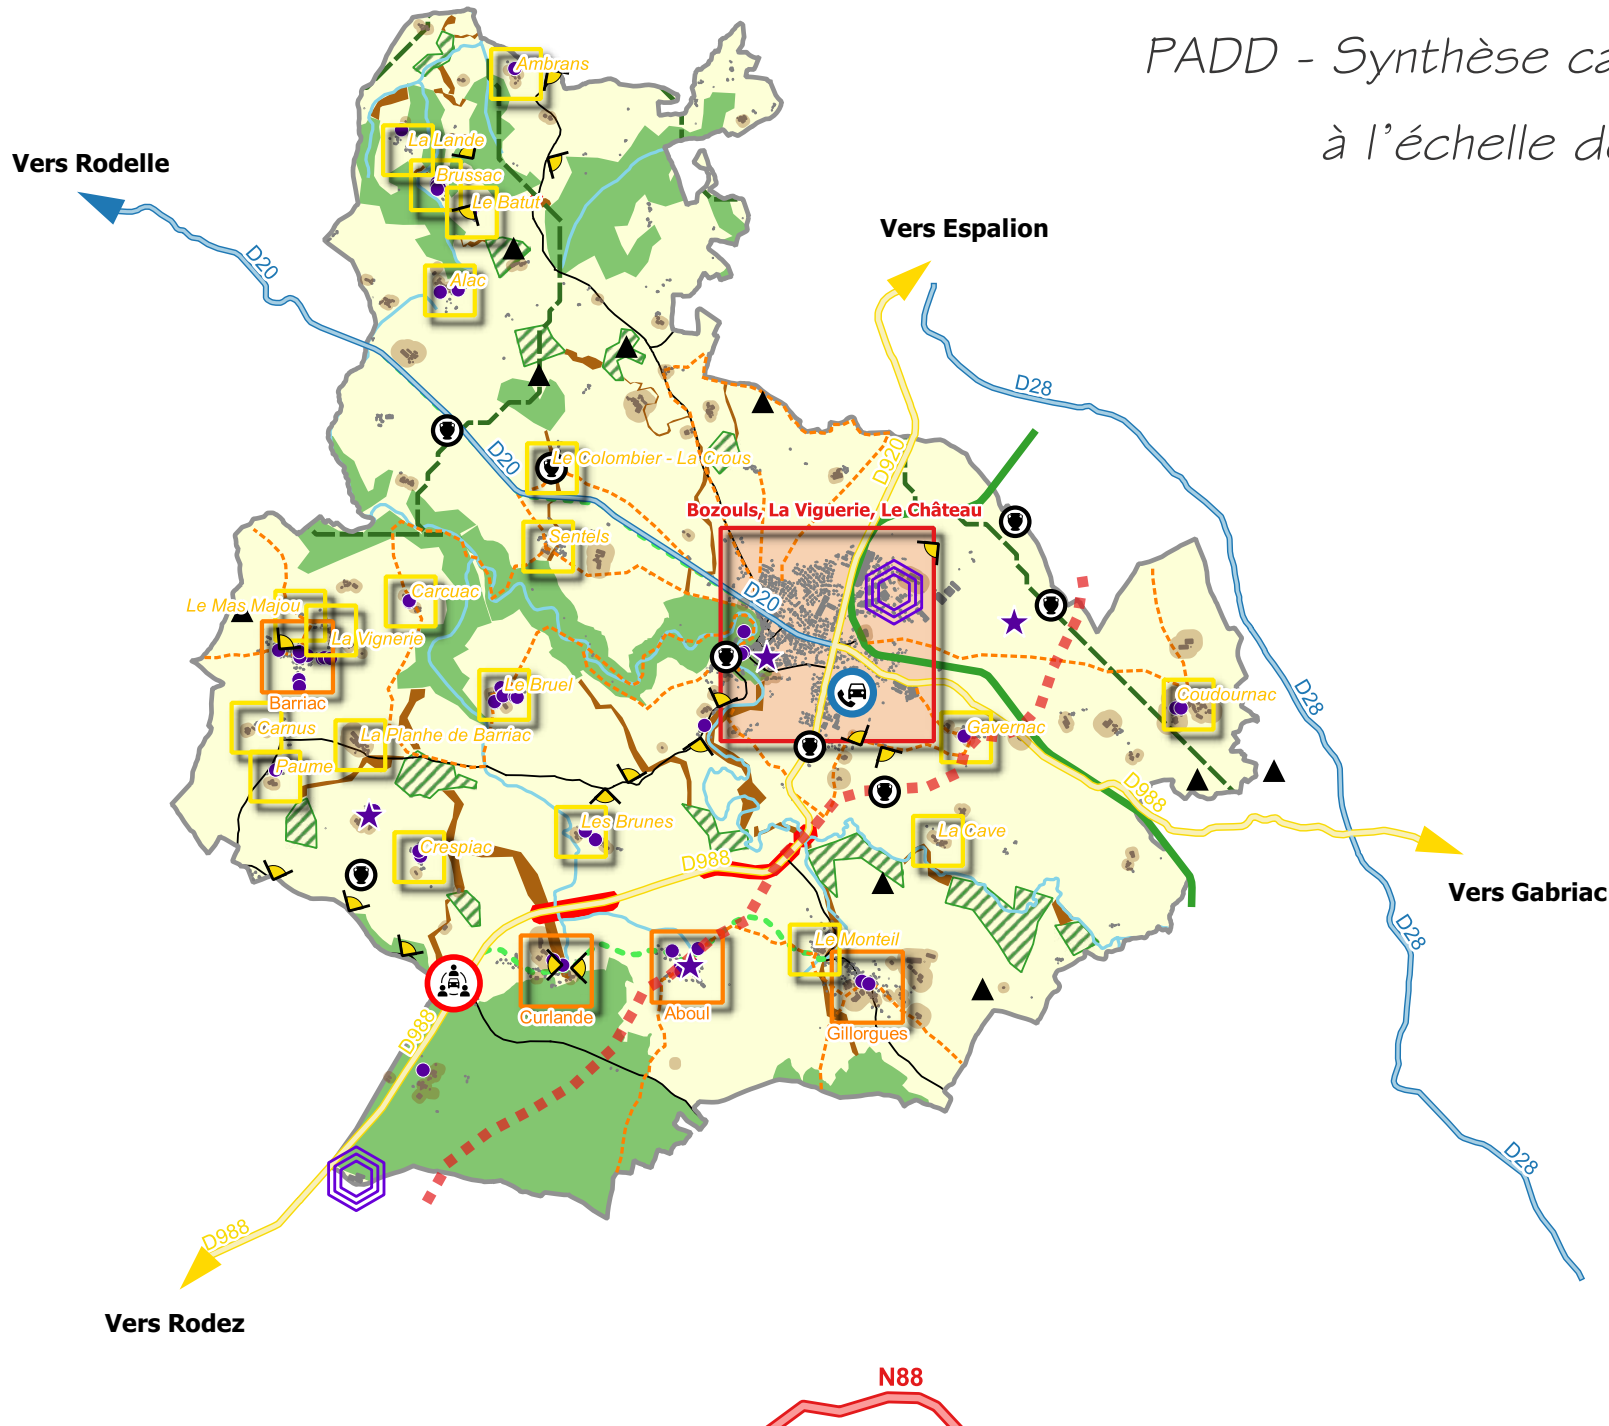 PADD - Synthèse ca
à l'échelle de
Ambrans
La Lande
Vers Rodelle
Brussac
Le Batut
Vers Espalion
D20
Alac
D28
D920
D20
Le Colombier - La Crous
Bozouls, La Viguerie, Le Château
Sentels
Carcuac
D20
Le Mas Majou
La Vignerie
Le Bruel
Coudournac
D28
Barriac
Carnus
La Planhe de Barriac
Gavernac
Paume
D988
Les Brunes
La Cave
Crespiac
D988
Vers Gabriac
D28
Le Monteil
Curlande
Aboul
Gillorgues
D988
D28
D988
Vers Rodez
N88